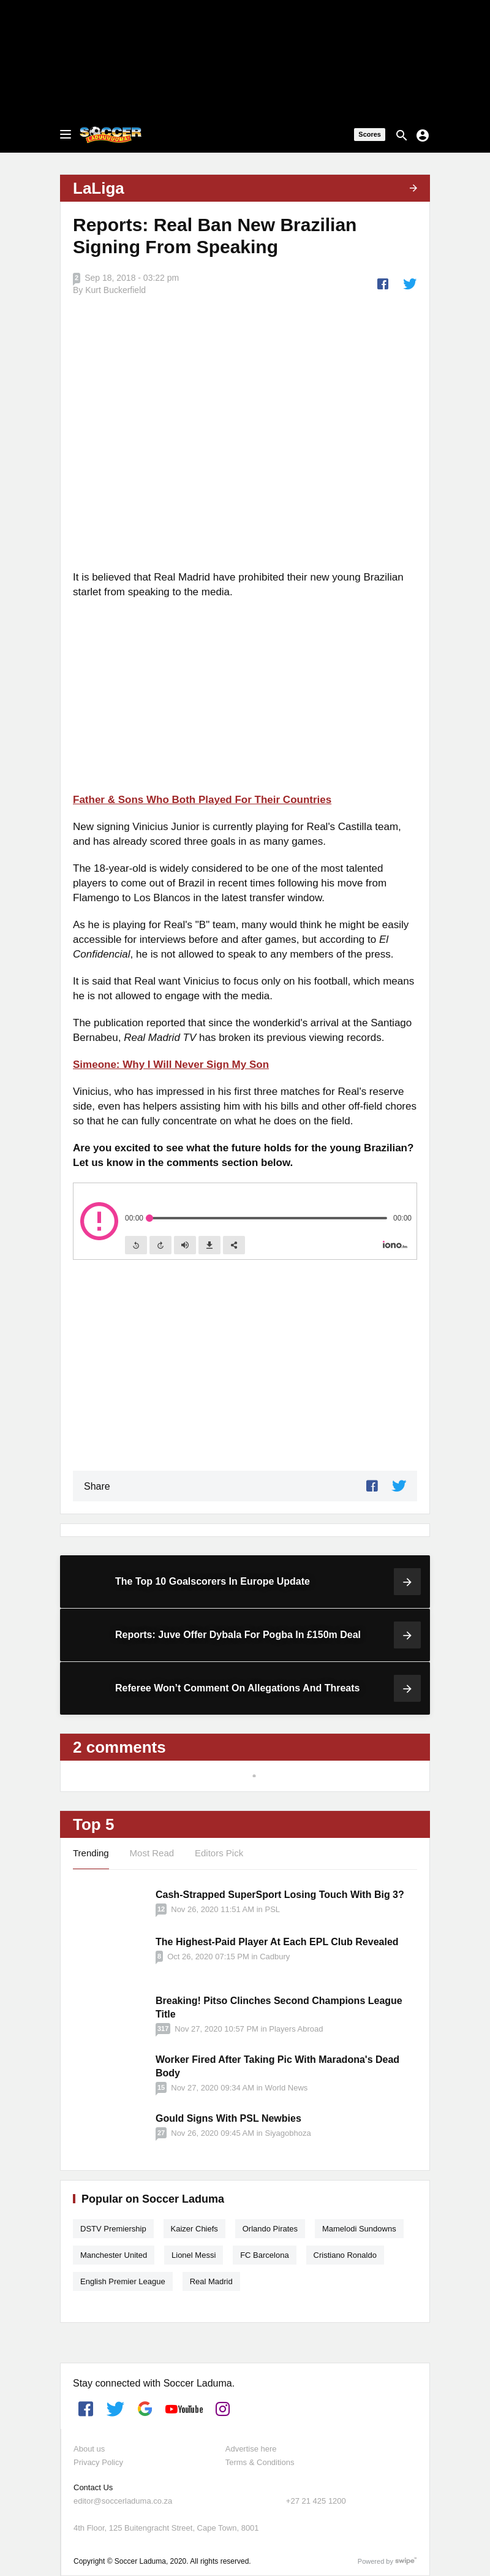 SOCCER
LADUUUUUMA!
Scores
LaLiga
Reports: Real Ban New Brazilian
Signing From Speaking
2 Sep 18, 2018 - 03:22 pm
By Kurt Buckerfield
It is believed that Real Madrid have prohibited their new young Brazilian
starlet from speaking to the media.
Father & Sons Who Both Played For Their Countries
New signing Vinicius Junior is currently playing for Real's Castilla team,
and has already scored three goals in as many games.
The 18-year-old is widely considered to be one of the most talented
players to come out of Brazil in recent times following his move from
Flamengo to Los Blancos in the latest transfer window.
As he is playing for Real's "B" team, many would think he might be easily
accessible for interviews before and after games, but according to El
Confidencial, he is not allowed to speak to any members of the press.
It is said that Real want Vinicius to focus only on his football, which means
he is not allowed to engage with the media.
The publication reported that since the wonderkid's arrival at the Santiago
Bernabeu, Real Madrid TV has broken its previous viewing records.
Simeone: Why I Will Never Sign My Son
Vinicius, who has impressed in his first three matches for Real's reserve
side, even has helpers assisting him with his bills and other off-field chores
so that he can fully concentrate on what he does on the field.
Are you excited to see what the future holds for the young Brazilian?
Let us know in the comments section below.
00:00 00:00
iono.fm
Share
The Top 10 Goalscorers In Europe Update
Reports: Juve Offer Dybala For Pogba In £150m Deal
Referee Won't Comment On Allegations And Threats
2 comments
Top 5
Trending Most Read Editors Pick
Cash-Strapped SuperSport Losing Touch With Big 3?
12 Nov 26, 2020 11:51 AM in PSL
The Highest-Paid Player At Each EPL Club Revealed
6 Oct 26, 2020 07:15 PM in Cadbury
Breaking! Pitso Clinches Second Champions League
Title
317 Nov 27, 2020 10:57 PM in Players Abroad
Worker Fired After Taking Pic With Maradona's Dead
Body
15 Nov 27, 2020 09:34 AM in World News
Gould Signs With PSL Newbies
27 Nov 26, 2020 09:45 AM in Siyagobhoza
Popular on Soccer Laduma
DSTV Premiership Kaizer Chiefs Orlando Pirates Mamelodi Sundowns
Manchester United Lionel Messi FC Barcelona Cristiano Ronaldo
English Premier League Real Madrid
Stay connected with Soccer Laduma.
YouTube
About us Advertise here
Privacy Policy Terms & Conditions
Contact Us
editor@soccerladuma.co.za +27 21 425 1200
4th Floor, 125 Buitengracht Street, Cape Town, 8001
Copyright © Soccer Laduma, 2020. All rights reserved. Powered by swipe